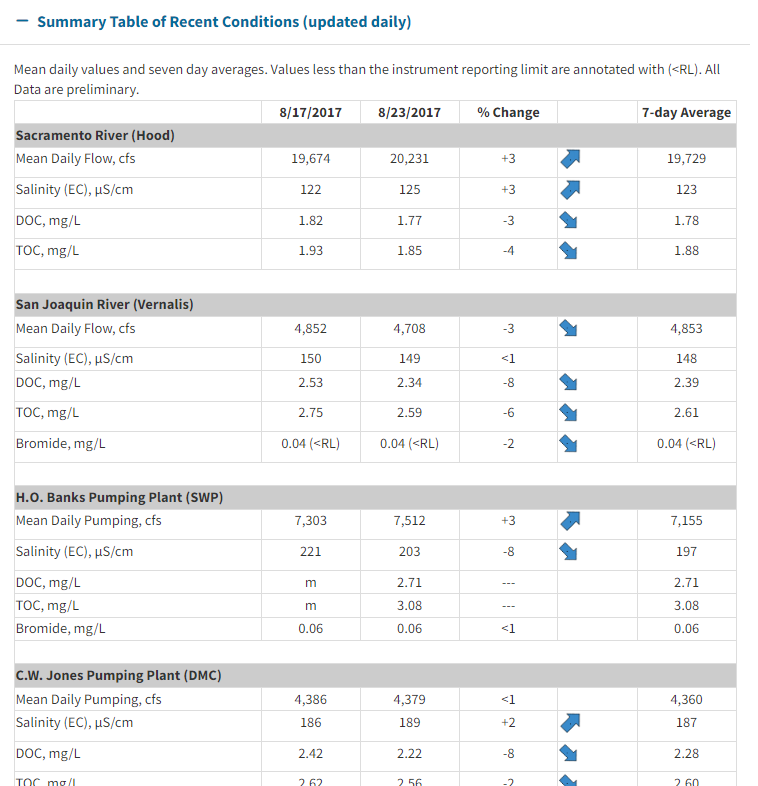 − Summary Table of Recent Conditions (updated daily)
Mean daily values and seven day averages. Values less than the instrument reporting limit are annotated with (<RL). All
Data are preliminary.
8/17/2017 8/23/2017 % Change 7-day Average
Sacramento River (Hood)
Mean Daily Flow, cfs 19,674 20,231 +3 19,729
Salinity (EC), µS/cm 122 125 +3 123
DOC, mg/L 1.82 1.77 -3 1.78
TOC, mg/L 1.93 1.85 -4 1.88
San Joaquin River (Vernalis)
Mean Daily Flow, cfs 4,852 4,708 -3 4,853
Salinity (EC), µS/cm 150 149 <1 148
DOC, mg/L 2.53 2.34 -8 2.39
TOC, mg/L 2.75 2.59 -6 2.61
Bromide, mg/L 0.04 (<RL) 0.04 (<RL) -2 0.04 (<RL)
H.O. Banks Pumping Plant (SWP)
Mean Daily Pumping, cfs 7,303 7,512 +3 7,155
Salinity (EC), µS/cm 221 203 -8 197
DOC, mg/L m 2.71 --- 2.71
TOC, mg/L m 3.08 --- 3.08
Bromide, mg/L 0.06 0.06 <1 0.06
C.W. Jones Pumping Plant (DMC)
Mean Daily Pumping, cfs 4,386 4,379 <1 4,360
Salinity (EC), µS/cm 186 189 +2 187
DOC, mg/L 2.42 2.22 -8 2.28
TOC, mg/L 2.62 2.56 -2 2.60